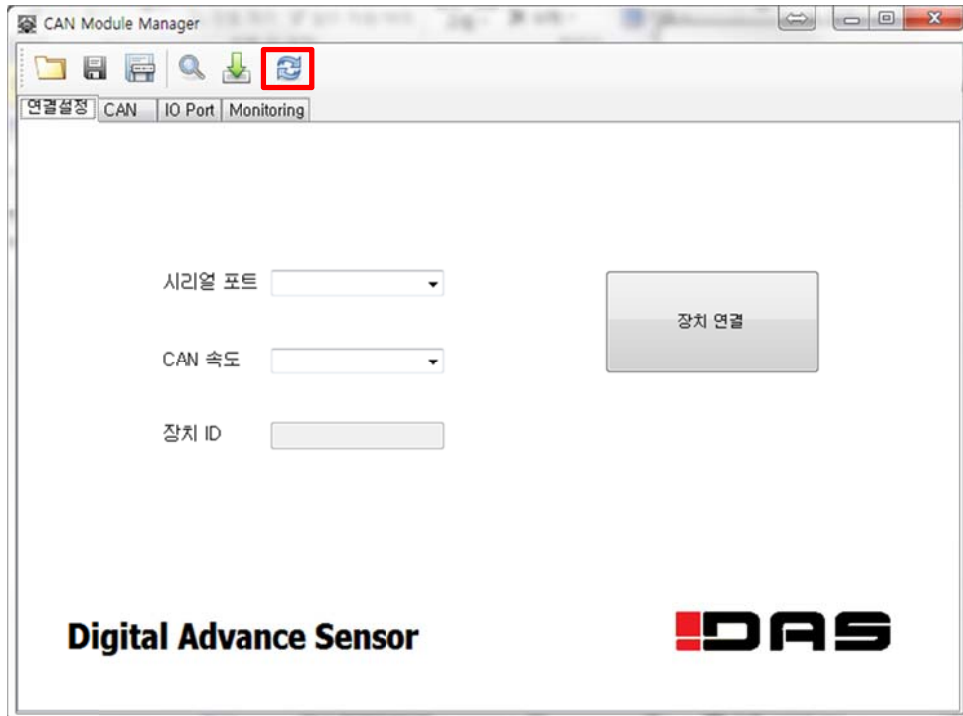 CAN Module Manager
연결설정 CAN IO Port Monitoring
시리얼 포트
장치 연결
CAN 속도
장치 ID
Digital Advance Sensor
DAS